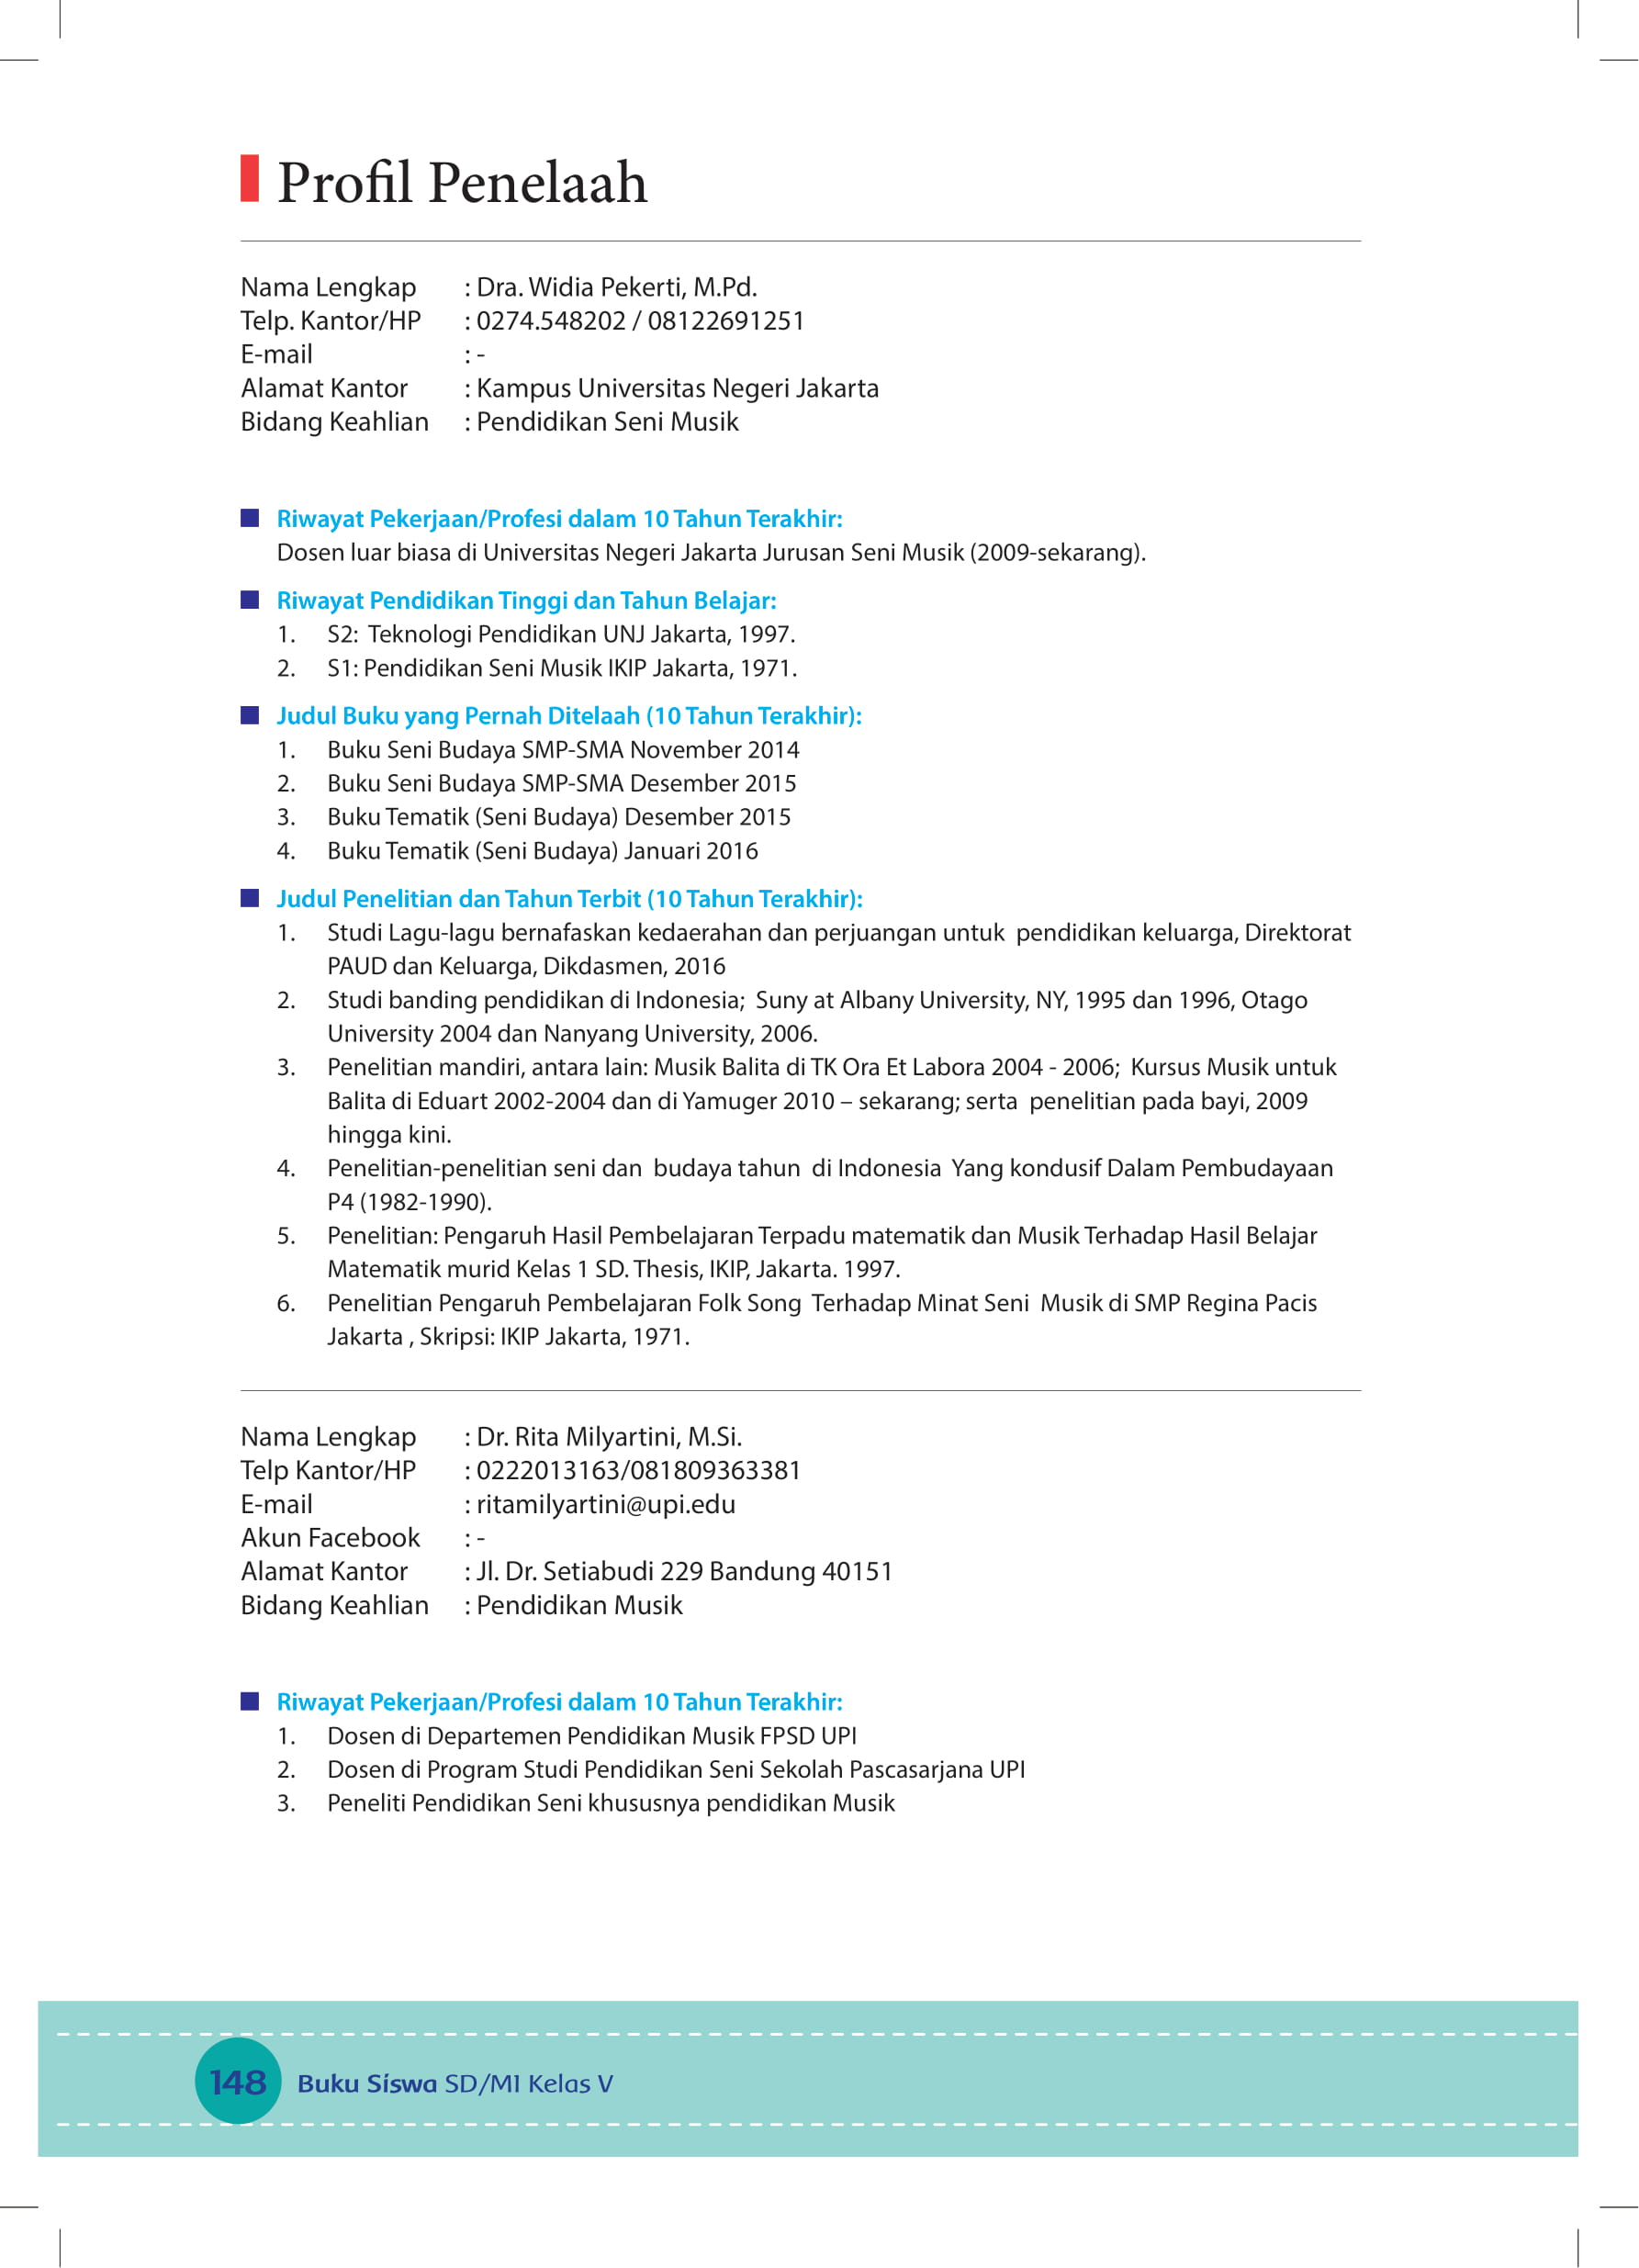 Profil Penelaah
Nama Lengkap : Dra. Widia Pekerti, M.Pd.
Telp. Kantor/HP : 0274.548202 / 08122691251
E-mail : -
Alamat Kantor : Kampus Universitas Negeri Jakarta
Bidang Keahlian : Pendidikan Seni Musik
Riwayat Pekerjaan/Profesi dalam 10 Tahun Terakhir:
Dosen luar biasa di Universitas Negeri Jakarta Jurusan Seni Musik (2009-sekarang).
Riwayat Pendidikan Tinggi dan Tahun Belajar:
1. S2: Teknologi Pendidikan UNJ Jakarta, 1997.
2. S1: Pendidikan Seni Musik IKIP Jakarta, 1971.
Judul Buku yang Pernah Ditelaah (10 Tahun Terakhir):
1. Buku Seni Budaya SMP-SMA November 2014
2. Buku Seni Budaya SMP-SMA Desember 2015
3. Buku Tematik (Seni Budaya) Desember 2015
4. Buku Tematik (Seni Budaya) Januari 2016
Judul Penelitian dan Tahun Terbit (10 Tahun Terakhir):
1. Studi Lagu-lagu bernafaskan kedaerahan dan perjuangan untuk pendidikan keluarga, Direktorat
PAUD dan Keluarga, Dikdasmen, 2016
2. Studi banding pendidikan di Indonesia; Suny at Albany University, NY, 1995 dan 1996, Otago
University 2004 dan Nanyang University, 2006.
3. Penelitian mandiri, antara lain: Musik Balita di TK Ora Et Labora 2004 - 2006; Kursus Musik untuk
Balita di Eduart 2002-2004 dan di Yamuger 2010 – sekarang; serta penelitian pada bayi, 2009
hingga kini.
4. Penelitian-penelitian seni dan budaya tahun di Indonesia Yang kondusif Dalam Pembudayaan
P4 (1982-1990).
5. Penelitian: Pengaruh Hasil Pembelajaran Terpadu matematik dan Musik Terhadap Hasil Belajar
Matematik murid Kelas 1 SD. Thesis, IKIP, Jakarta. 1997.
6. Penelitian Pengaruh Pembelajaran Folk Song Terhadap Minat Seni Musik di SMP Regina Pacis
Jakarta , Skripsi: IKIP Jakarta, 1971.
Nama Lengkap : Dr. Rita Milyartini, M.Si.
Telp Kantor/HP : 0222013163/081809363381
E-mail : ritamilyartini@upi.edu
Akun Facebook : -
Alamat Kantor : Jl. Dr. Setiabudi 229 Bandung 40151
Bidang Keahlian : Pendidikan Musik
Riwayat Pekerjaan/Profesi dalam 10 Tahun Terakhir:
1. Dosen di Departemen Pendidikan Musik FPSD UPI
2. Dosen di Program Studi Pendidikan Seni Sekolah Pascasarjana UPI
3. Peneliti Pendidikan Seni khususnya pendidikan Musik
148 Buku Siswa SD/MI Kelas V